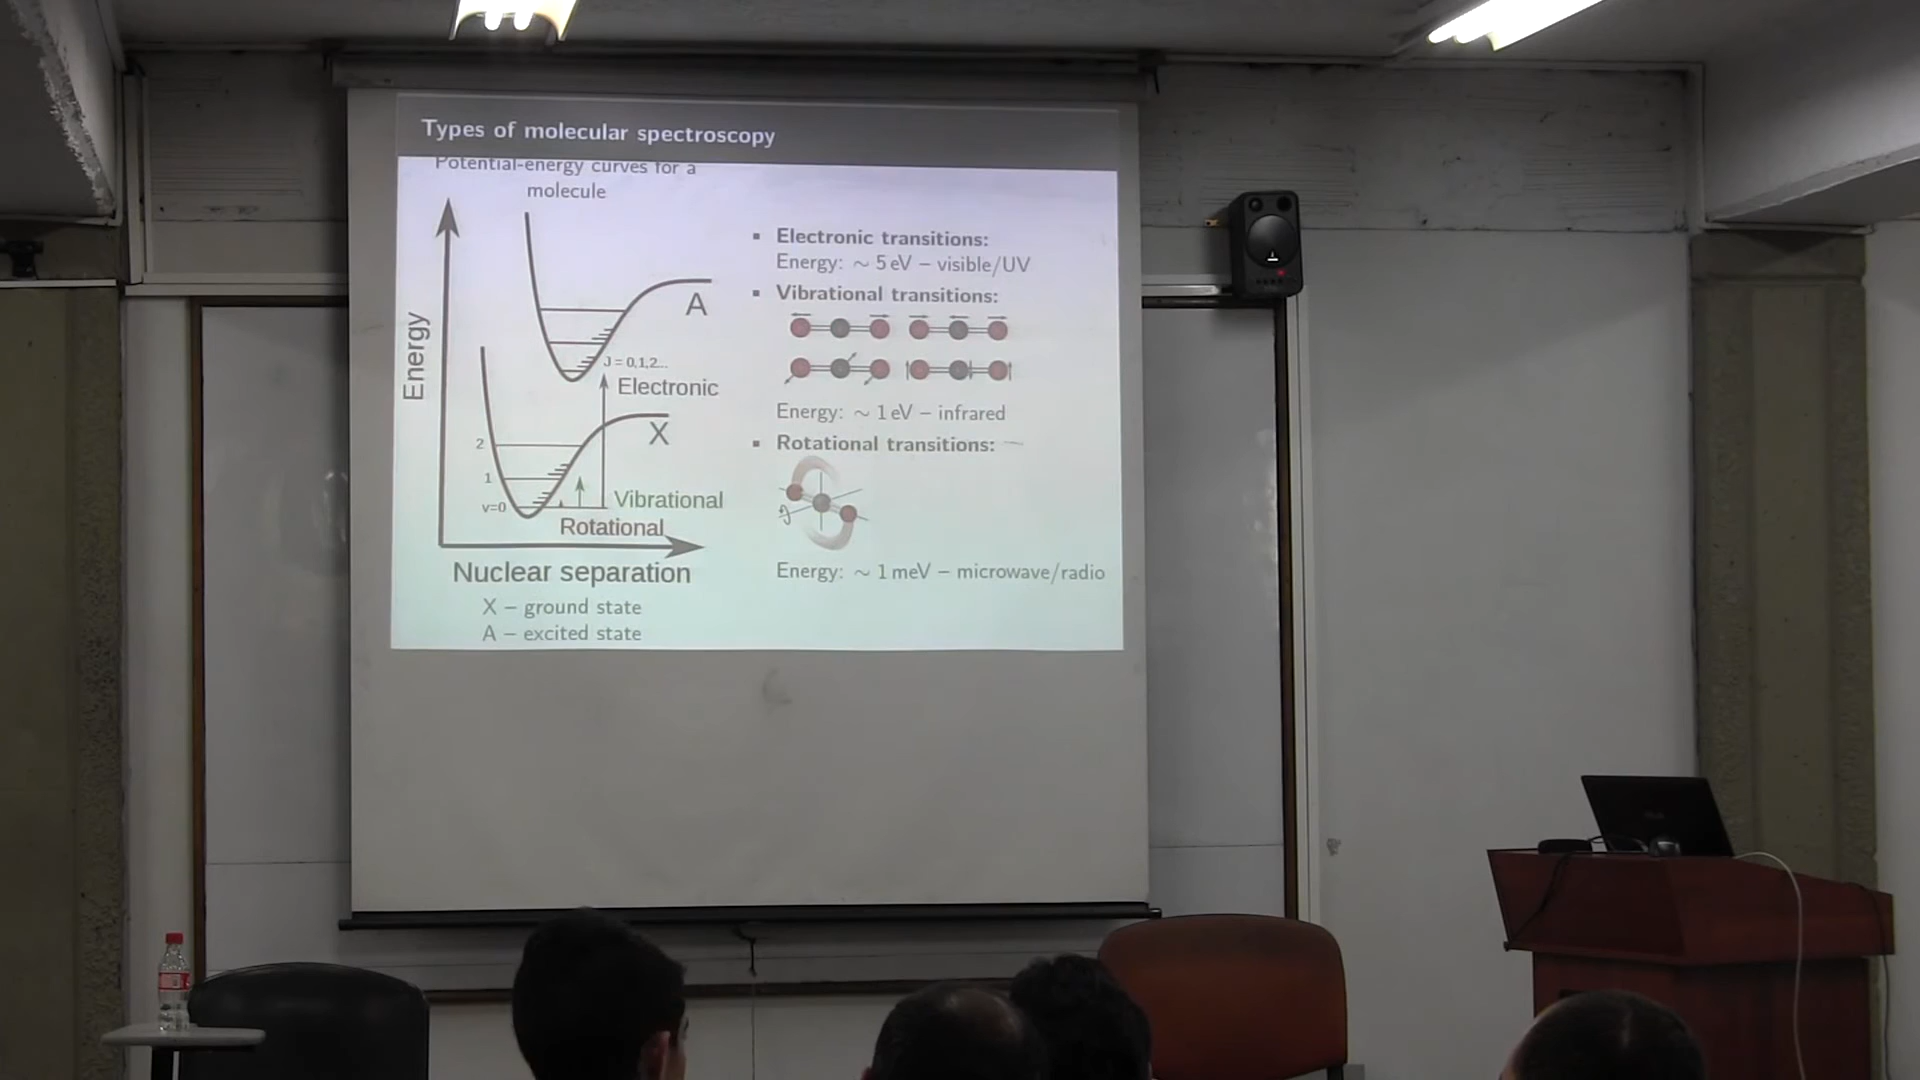 Types of molecular spectroscopy
Potential-energy curves for a
molecule
Energy
A
J = 0,1,2...
Electronic
X
2
1
v=0
Vibrational
Rotational
Nuclear separation
X – ground state
A – excited state
▪ Electronic transitions:
Energy: ∼ 5 eV – visible/UV
▪ Vibrational transitions:
Energy: ∼ 1 eV – infrared
▪ Rotational transitions:
Energy: ∼ 1 meV – microwave/radio